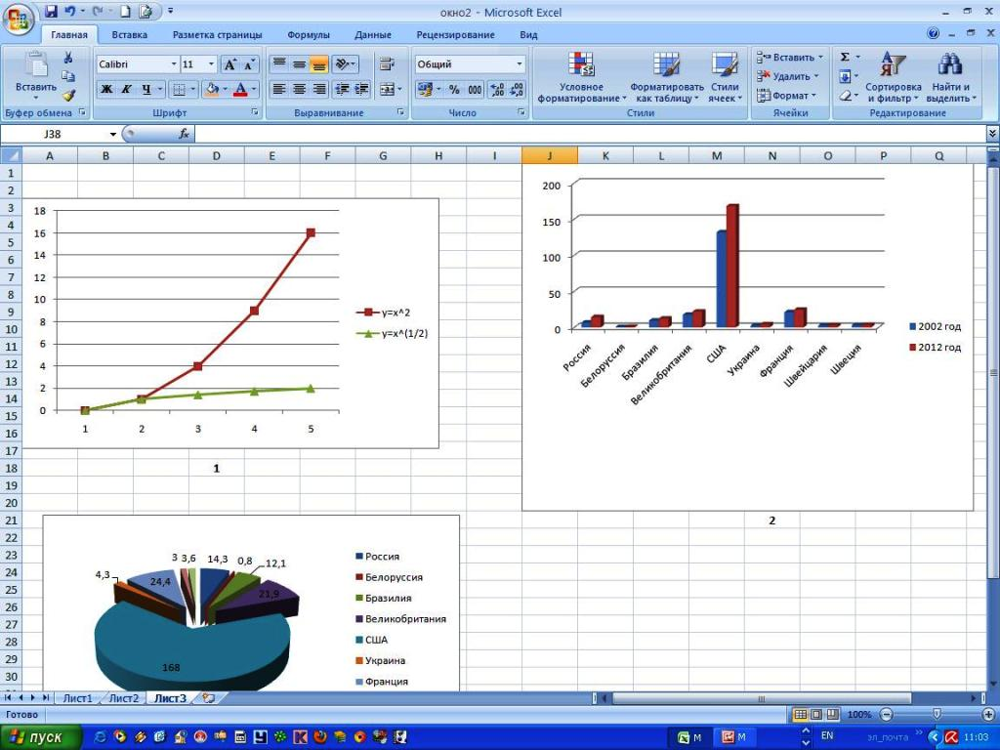 окно2 - Microsoft Excel
Главная Вставка Разметка страницы Формулы Данные Рецензирование Вид
Вставить
Буфер обмена
Calibri 11
Ж К Ч
Шрифт
Выравнивание
Общий
% 000
Число
Условное форматирование
Форматировать как таблицу
Стили ячеек
Стили
Вставить
Удалить
Формат
Ячейки
Сортировка и фильтр
Найти и выделить
Редактирование
J38 fx
A B C D E F G H I J K L M N O P Q
1
2
3
4
5
6
7
8
9
10
11
12
13
14
15
16
17
18
19
20
21
22
23
24
25
26
27
28
29
30
18
16
14
12
10
8
6
4
2
0
1 2 3 4 5
y=x^2
y=x^(1/2)
1
200
150
100
50
0
Россия Белоруссия Бразилия Великобритания США Украина Франция Швейцария Швеция
2002 год
2012 год
2
4,3 24,4 3 3,6 14,3 0,8 12,1
21,9
168
Россия
Белоруссия
Бразилия
Великобритания
США
Украина
Франция
Лист1 Лист2 Лист3
Готово 100%
пуск M M EN эл_почта 11:03